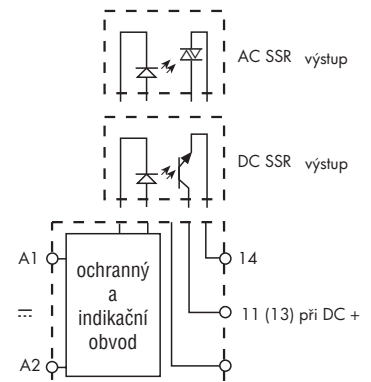 AC SSR výstup
DC SSR výstup
A1
ochranný
a
indikační
obvod
A2
14
11 (13) při DC +